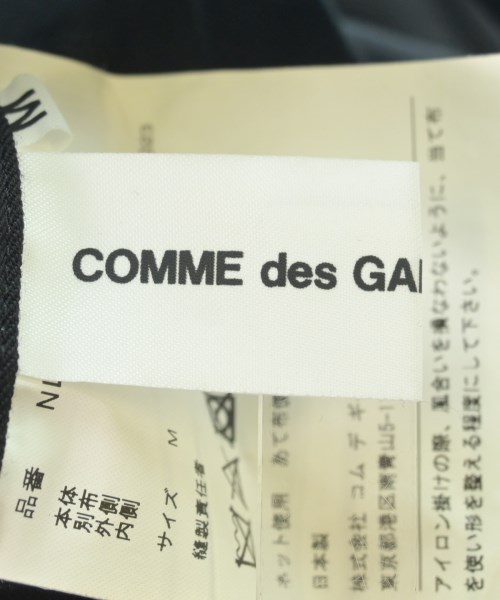 M
COMME des GA
品番 NL
本体
別布
外側
内側
サイズ M
縫製責任者
ネット使用 あて布使
日本製
株式会社 コム デ ギ
東京都港区南青山5-1
アイロン掛けの際、風合いを損なわないように、当て布
を使い形を整える程度にして下さい。